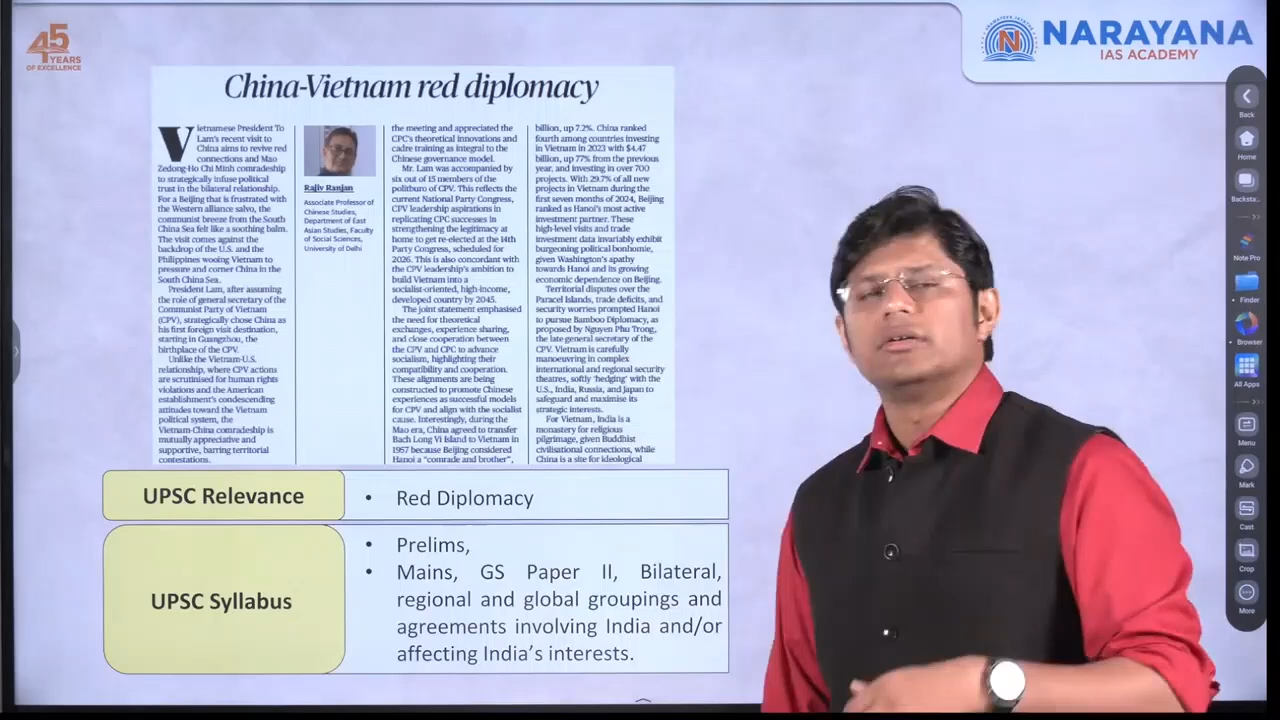 45
YEARS
OF EXCELLENCE
NARAYANA
IAS ACADEMY
China-Vietnam red diplomacy
Vietnamese President To
Lam's recent visit to
China aims to revive red
connections and Mao
Zedong-Ho Chi Minh comradeship
to strategically infuse political
trust in the bilateral relationship.
For a Beijing that is frustrated with
the Western alliance salvo, the
communist breeze from the South
China Sea felt like a soothing balm.
The visit comes against the
backdrop of the U.S. and the
Philippines wooing Vietnam to
pressure and corner China in the
South China Sea.
President Lam, after assuming
the role of general secretary of the
Communist Party of Vietnam
(CPV), strategically chose China as
his first foreign visit destination,
starting in Guangzhou, the
birthplace of the CPV.
Unlike the Vietnam-U.S.
relationship, where CPV actions
are scrutinised for human rights
violations and the American
establishment's condescending
attitudes toward the Vietnam
political system, the
Vietnam-China comradeship is
mutually appreciative and
supportive, barring territorial
contestations.
Rajiv Ranjan
Associate Professor of
Chinese Studies,
Department of East
Asian Studies, Faculty
of Social Sciences,
University of Delhi
the meeting and appreciated the
CPC's theoretical innovations and
cadre training as integral to the
Chinese governance model.
Mr. Lam was accompanied by
six out of 15 members of the
politburo of CPV. This reflects the
current National Party Congress,
CPV leadership aspirations in
replicating CPC successes in
strengthening the legitimacy at
home to get re-elected at the 14th
Party Congress, scheduled for
2026. This is also concordant with
the CPV leadership's ambition to
build Vietnam into a
socialist-oriented, high-income,
developed country by 2045.
The joint statement emphasised
the need for theoretical
exchanges, experience sharing,
and close cooperation between
the CPV and CPC to advance
socialism, highlighting their
compatibility and cooperation.
These alignments are being
constructed to promote Chinese
experiences as successful models
for CPV and align with the socialist
cause. Interestingly, during the
Mao era, China agreed to transfer
Bach Long Vi Island to Vietnam in
1957 because Beijing considered
Hanoi a "comrade and brother",
billion, up 7.2%. China ranked
fourth among countries investing
in Vietnam in 2023 with $4.47
billion, up 77% from the previous
year, and investing in over 700
projects. With 29.7% of all new
projects in Vietnam during the
first seven months of 2024, Beijing
ranked as Hanoi's most active
investment partner. These
high-level visits and trade
investment data invariably exhibit
burgeoning political bonhomie,
given Washington's apathy
towards Hanoi and its growing
economic dependence on Beijing.
Territorial disputes over the
Paracel Islands, trade deficits, and
security worries prompted Hanoi
to pursue Bamboo Diplomacy, as
proposed by Nguyen Phu Trong,
the late general secretary of the
CPV. Vietnam is carefully
manoeuvring in complex
international and regional security
theatres, softly 'hedging' with the
U.S., India, Russia, and Japan to
safeguard and maximise its
strategic interests.
For Vietnam, India is a
monastery for religious
pilgrimage, given Buddhist
civilisational connections, while
China is a site for ideological
UPSC Relevance
• Red Diplomacy
UPSC Syllabus
• Prelims,
• Mains, GS Paper II, Bilateral,
regional and global groupings and
agreements involving India and/or
affecting India's interests.
Back
Home
Backsta..
Note Pro
Finder
Browser
All Apps
Menu
Mark
Cast
Crop
More